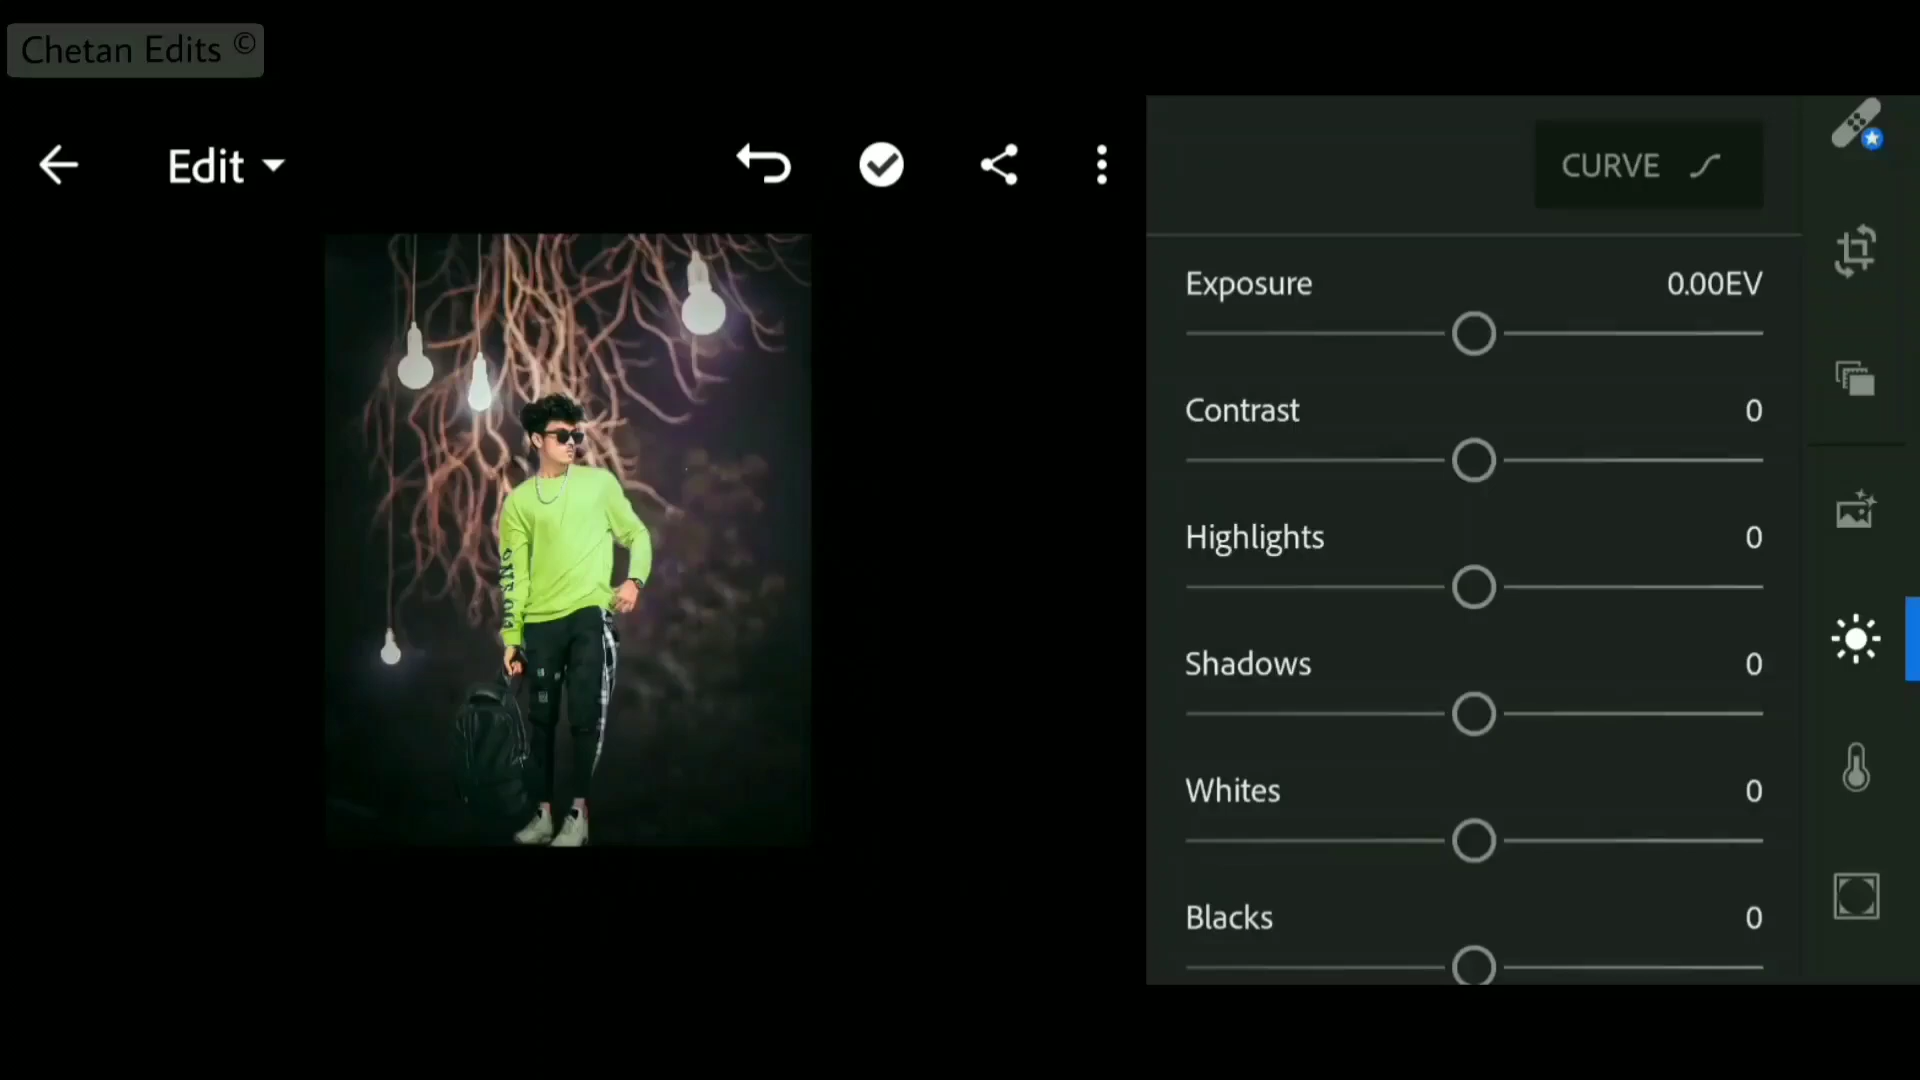 Chetan Edits ©
Edit
CURVE
Exposure 0.00EV
Contrast 0
Highlights 0
Shadows 0
Whites 0
Blacks 0